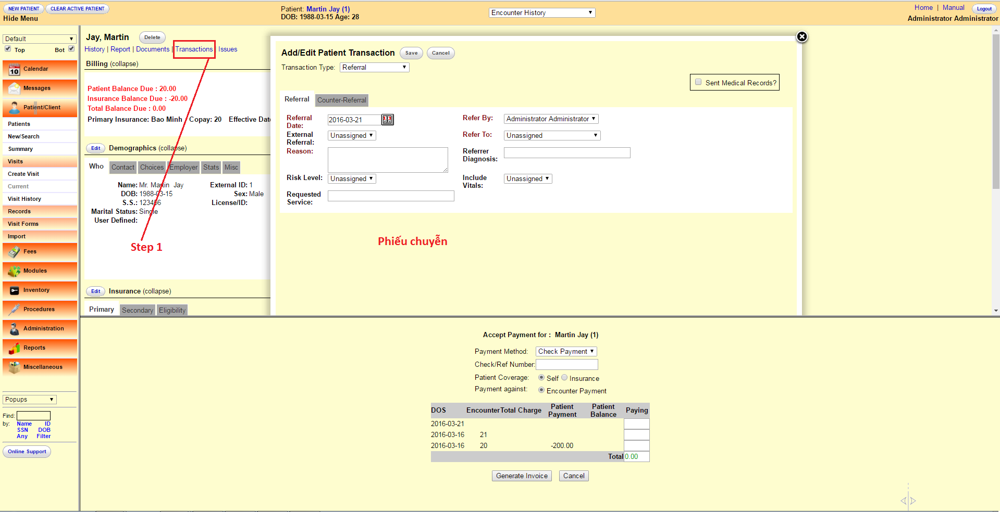 NEW PATIENT CLEAR ACTIVE PATIENT
Hide Menu
Patient: Martin Jay (1)
DOB: 1988-03-15 Age: 28
Encounter History
Home | Manual Logout
Administrator Administrator
Default
Top Bot
Calendar
Messages
Patient/Client
Patients
New/Search
Summary
Visits
Create Visit
Current
Visit History
Records
Visit Forms
Import
Fees
Modules
Inventory
Procedures
Administration
Reports
Miscellaneous
Popups
Find:
by: Name ID
SSN DOB
Any Filter
Online Support
Jay, Martin Delete
History | Report | Documents | Transactions | Issues
Billing (collapse)
Patient Balance Due : 20.00
Insurance Balance Due : -20.00
Total Balance Due : 0.00
Primary Insurance: Bao Minh Copay: 20 Effective Date
Edit Demographics (collapse)
Who Contact Choices Employer Stats Misc
Name: Mr. Martin Jay External ID: 1
DOB: 1988-03-15 Sex: Male
S.S.: 123456 License/ID:
Marital Status: Single
User Defined:
Step 1
Edit Insurance (collapse)
Primary Secondary Eligibility
Add/Edit Patient Transaction Save Cancel
Transaction Type: Referral
Sent Medical Records?
Referral Counter-Referral
Referral Date: 2016-03-21 Refer By: Administrator Administrator
External Referral: Unassigned Refer To: Unassigned
Reason: Referrer Diagnosis:
Risk Level: Unassigned Include Vitals: Unassigned
Requested Service:
Phiếu chuyễn
Accept Payment for : Martin Jay (1)
Payment Method: Check Payment
Check/Ref Number:
Patient Coverage: Self Insurance
Payment against: Encounter Payment
DOS Encounter Total Charge Patient Payment Patient Balance Paying
2016-03-21
2016-03-16 21
2016-03-16 20 -200.00
Total 0.00
Generate Invoice Cancel